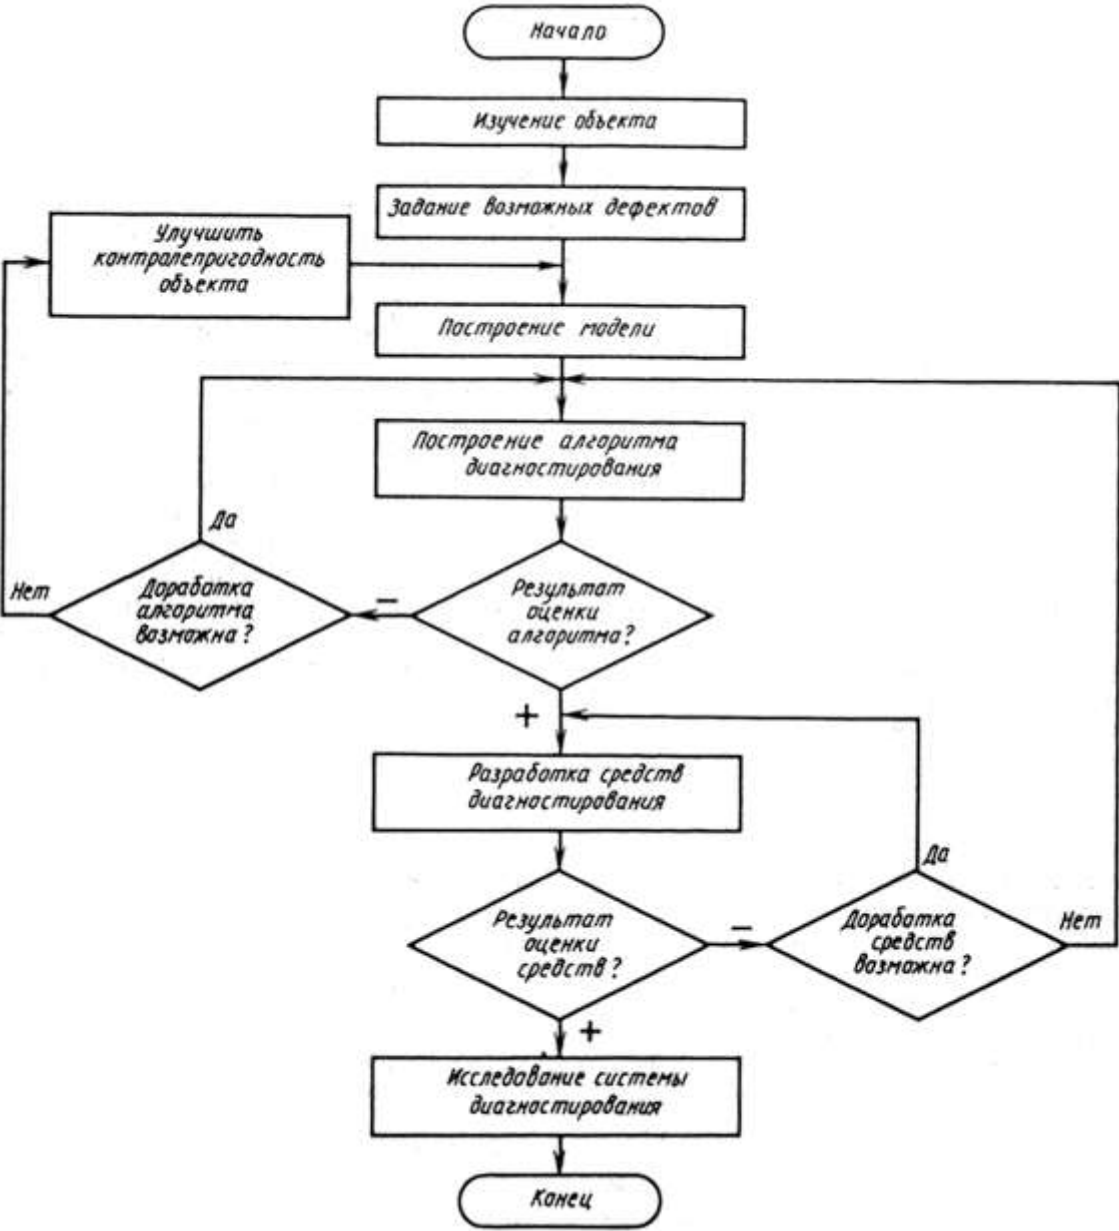 Начало
Изучение объекта
Задание возможных дефектов
Улучшить
контролепригодность
объекта
Построение модели
Построение алгоритма
диагностирования
Да
Нет
Доработка
алгоритма
возможна?
—
Результат
оценки
алгоритма?
+
Разработка средств
диагностирования
Да
Результат
оценки
средств?
—
Доработка
средств
возможна?
Нет
+
Исследование системы
диагностирования
Конец